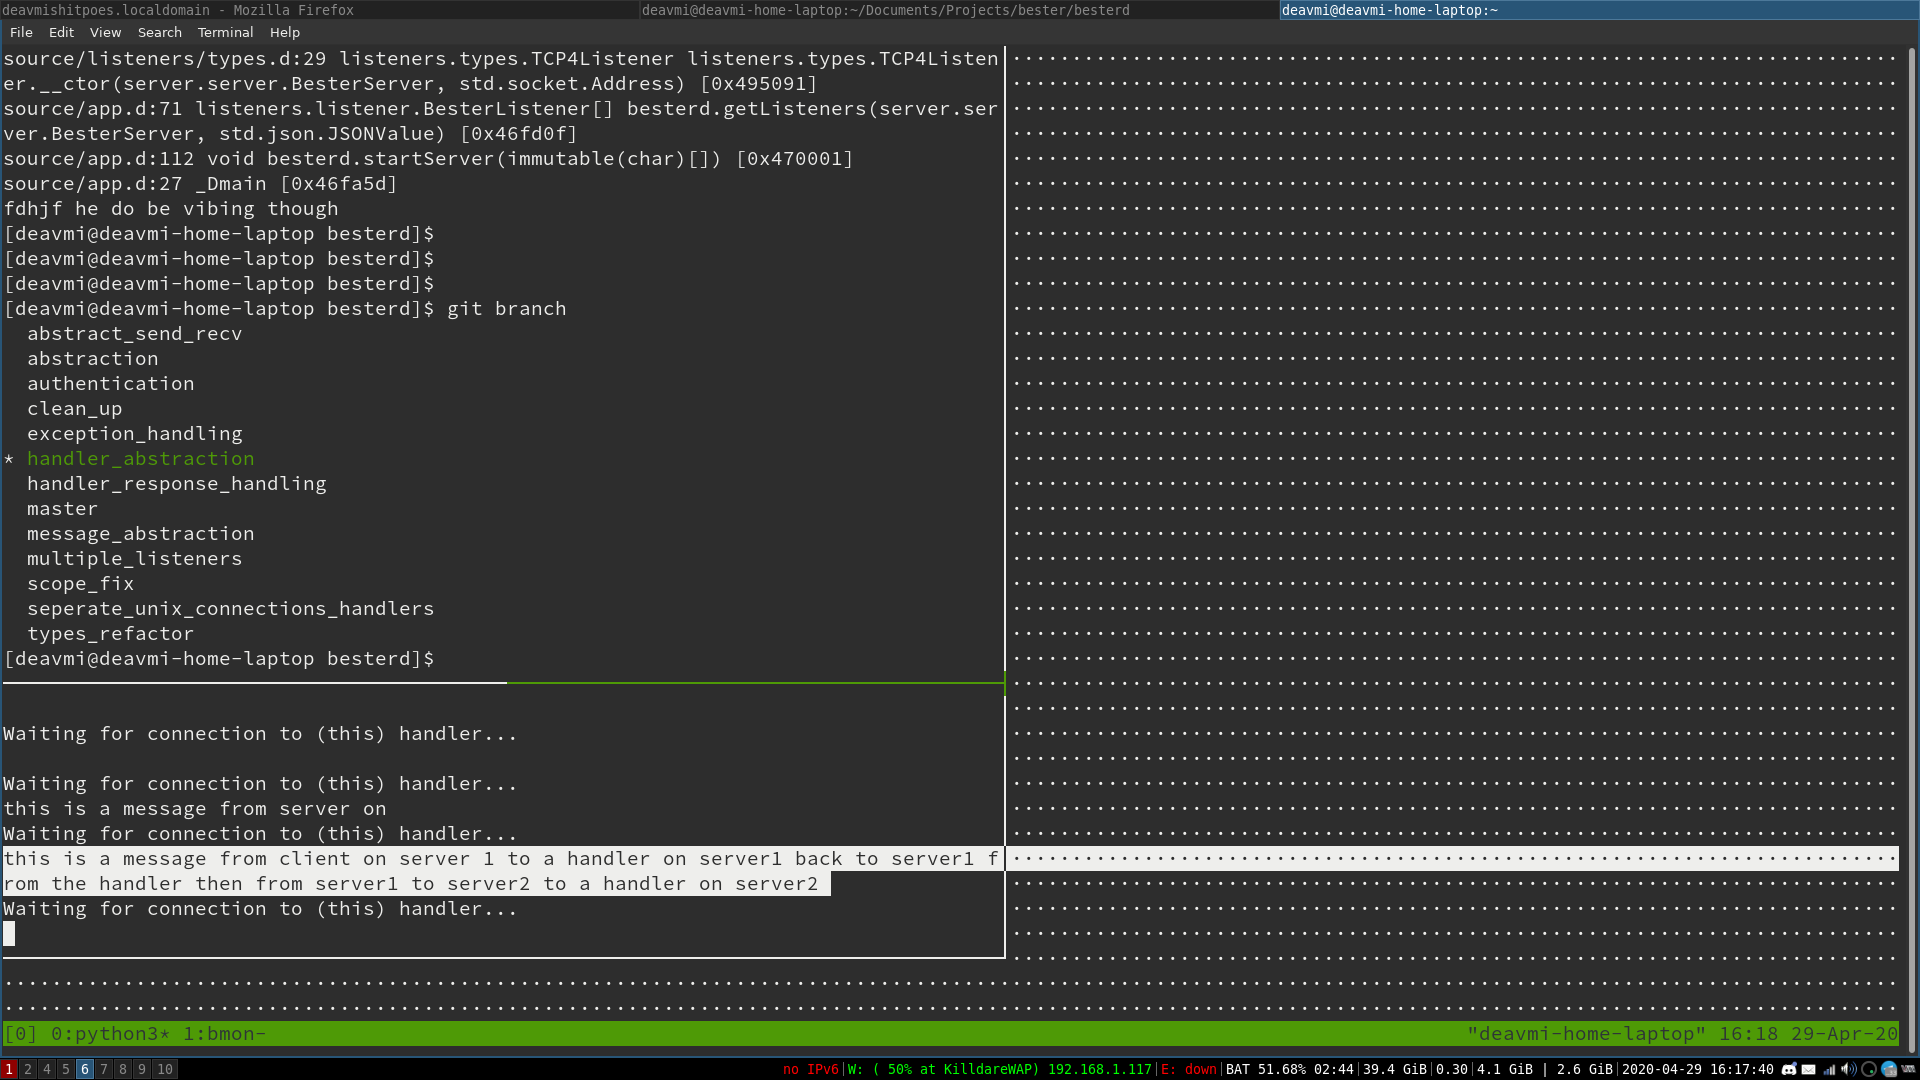 deavmishitpoes.localdomain - Mozilla Firefox
deavmi@deavmi-home-laptop:~/Documents/Projects/bester/besterd
deavmi@deavmi-home-laptop:~
File Edit View Search Terminal Help
source/listeners/types.d:29 listeners.types.TCP4Listener listeners.types.TCP4Listen
er.__ctor(server.server.BesterServer, std.socket.Address) [0x495091]
source/app.d:71 listeners.listener.BesterListener[] besterd.getListeners(server.ser
ver.BesterServer, std.json.JSONValue) [0x46fd0f]
source/app.d:112 void besterd.startServer(immutable(char)[]) [0x470001]
source/app.d:27 _Dmain [0x46fa5d]
fdhjf he do be vibing though
[deavmi@deavmi-home-laptop besterd]$
[deavmi@deavmi-home-laptop besterd]$
[deavmi@deavmi-home-laptop besterd]$
[deavmi@deavmi-home-laptop besterd]$ git branch
abstract_send_recv
abstraction
authentication
clean_up
exception_handling
* handler_abstraction
handler_response_handling
master
message_abstraction
multiple_listeners
scope_fix
seperate_unix_connections_handlers
types_refactor
[deavmi@deavmi-home-laptop besterd]$
Waiting for connection to (this) handler...
Waiting for connection to (this) handler...
this is a message from server on
Waiting for connection to (this) handler...
this is a message from client on server 1 to a handler on server1 back to server1 f
rom the handler then from server1 to server2 to a handler on server2
Waiting for connection to (this) handler...
[0] 0:python3* 1:bmon- "deavmi-home-laptop" 16:18 29-Apr-20
1 2 4 5 6 7 8 9 10 no IPv6|W: ( 50% at KilldareWAP) 192.168.1.117|E: down|BAT 51.68% 02:44|39.4 GiB|0.30|4.1 GiB | 2.6 GiB|2020-04-29 16:17:40